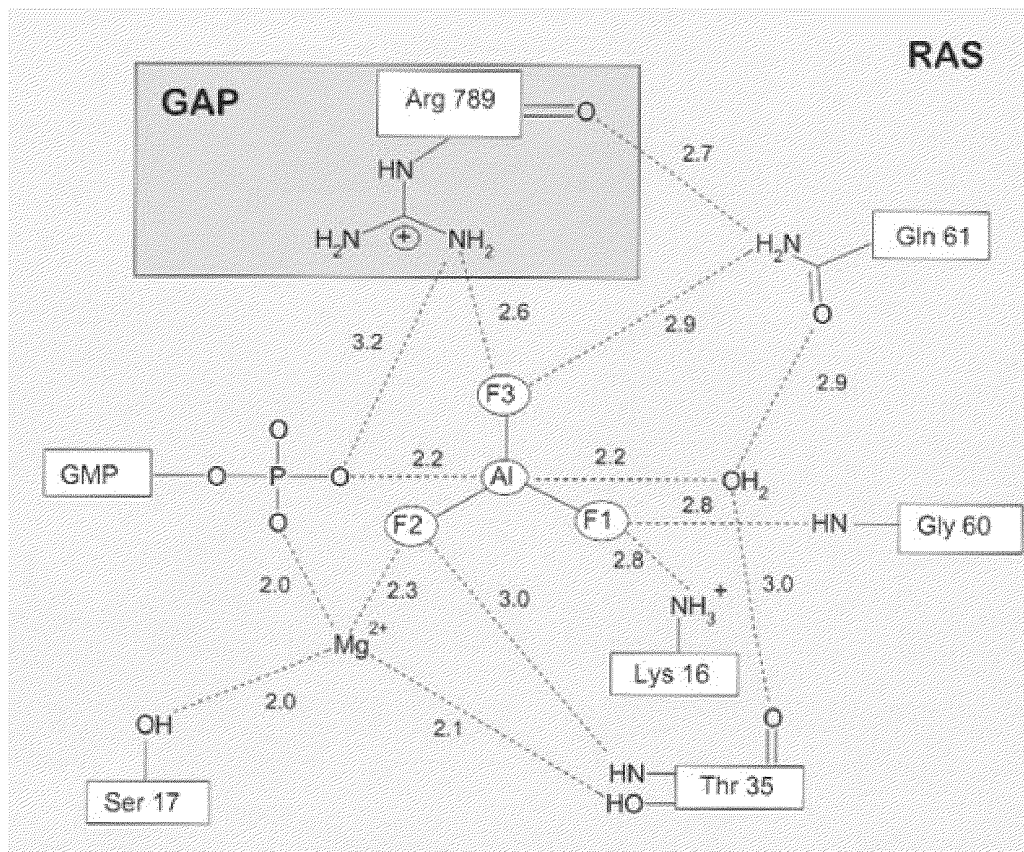 RAS
GAP
Arg 789
O
HN
2.7
H2N
+
NH2
H2N
Gln 61
2.6
3.2
2.9
O
F3
2.9
O
GMP
O
P
O
2.2
Al
2.2
OH2
F2
F1
2.8
HN
Gly 60
O
2.8
2.0
2.3
3.0
3.0
NH3+
Mg2+
Lys 16
2.0
2.1
OH
O
HN
Thr 35
HO
Ser 17